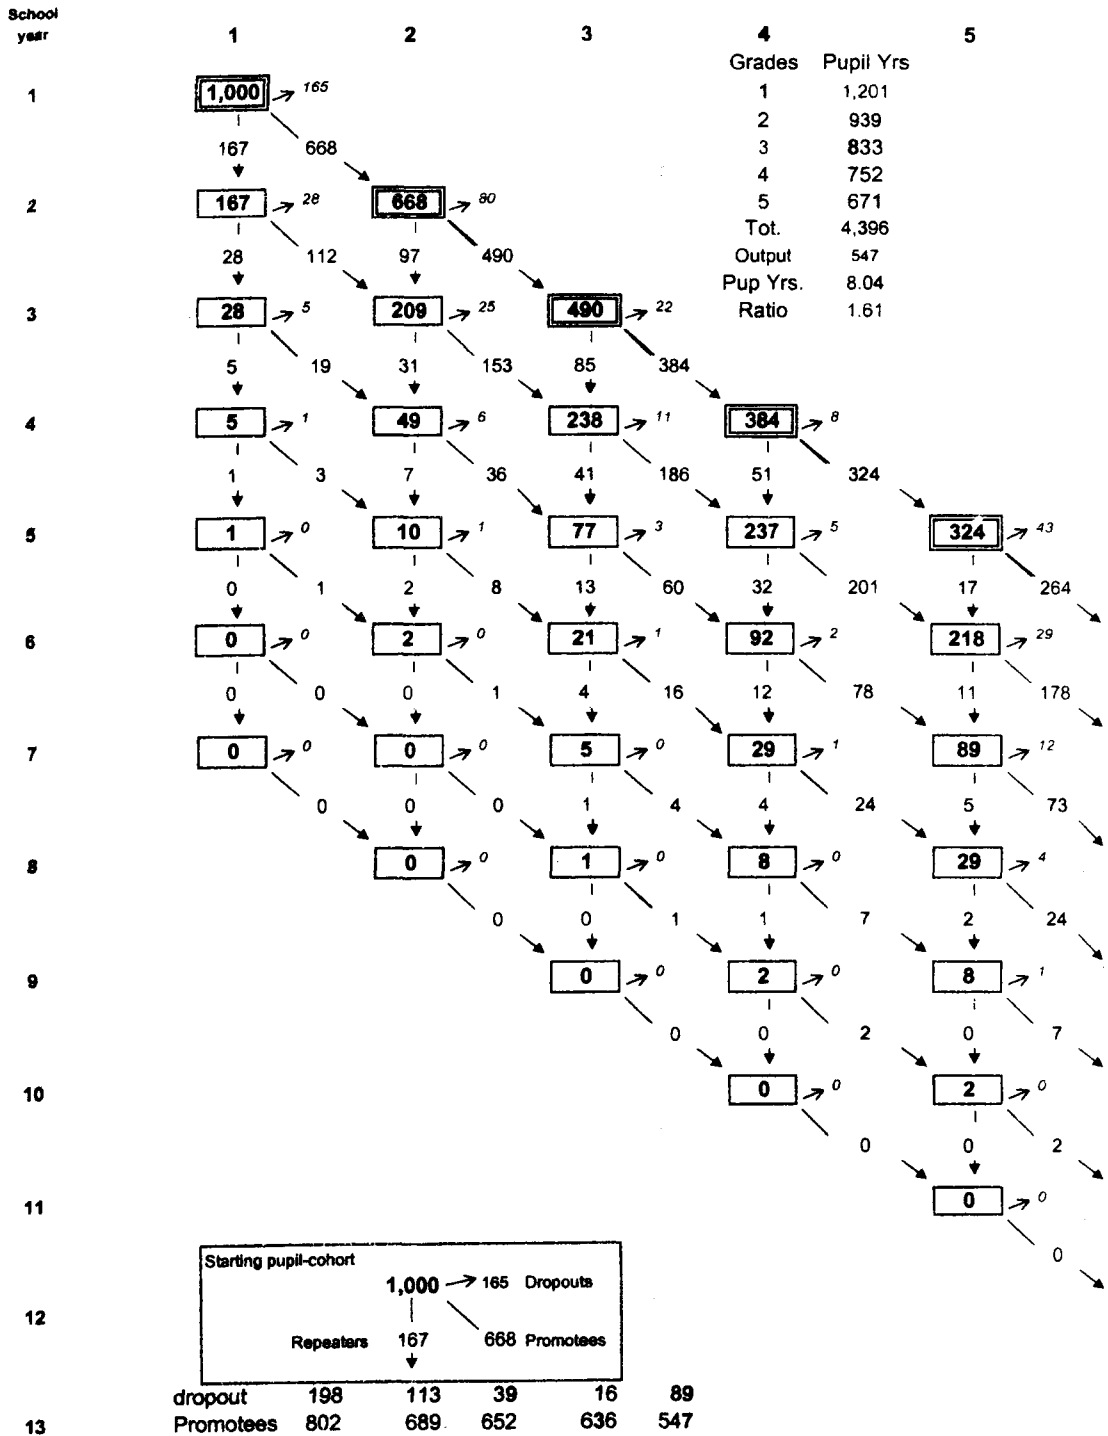 School
year 1 2 3 4 5
Grades Pupil Yrs
1 1,000 165 1 1,201
2 939
167 668 3 833
4 752
2 167 28 668 80 5 671
Tot. 4,396
28 112 97 490 Output 547
Pup Yrs. 8.04
3 28 5 209 25 490 22 Ratio 1.61
5 19 31 153 85 384
4 5 1 49 6 238 11 384 8
1 3 7 36 41 186 51 324
5 1 0 10 1 77 3 237 5 324 43
0 1 2 8 13 60 32 201 17 264
6 0 0 2 0 21 1 92 2 218 29
0 0 0 1 4 16 12 78 11 178
7 0 0 0 0 5 0 29 1 89 12
0 0 0 1 4 4 24 5 73
8 0 0 1 0 8 0 29 4
0 0 1 1 7 2 24
9 0 0 2 0 8 1
0 0 2 0 7
10 0 0 2 0
0 0 2
11 0 0
0
Starting pupil-cohort
1,000 165 Dropouts
12
Repeaters 167 668 Promotees
dropout 198 113 39 16 89
13 Promotees 802 689 652 636 547